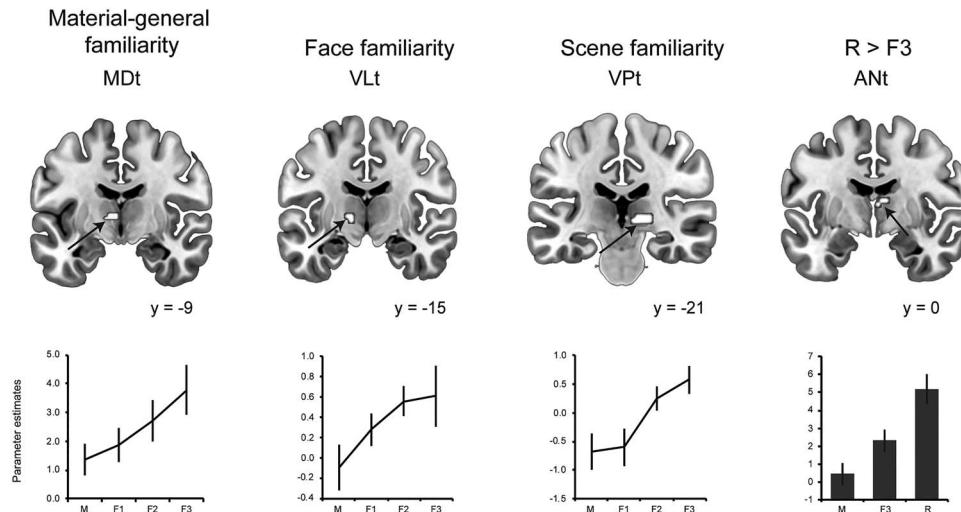 Material-general
familiarity
MDt
Face familiarity
VLt
Scene familiarity
VPt
R > F3
ANt
y = -9
y = -15
y = -21
y = 0
Parameter estimates
5.0
4.0
3.0
2.0
1.0
0.0
M F1 F2 F3
1.0
0.8
0.6
0.4
0.2
0.0
-0.2
-0.4
M F1 F2 F3
1.0
0.5
0.0
-0.5
-1.0
-1.5
M F1 F2 F3
7
6
5
4
3
2
1
0
-1
M F3 R